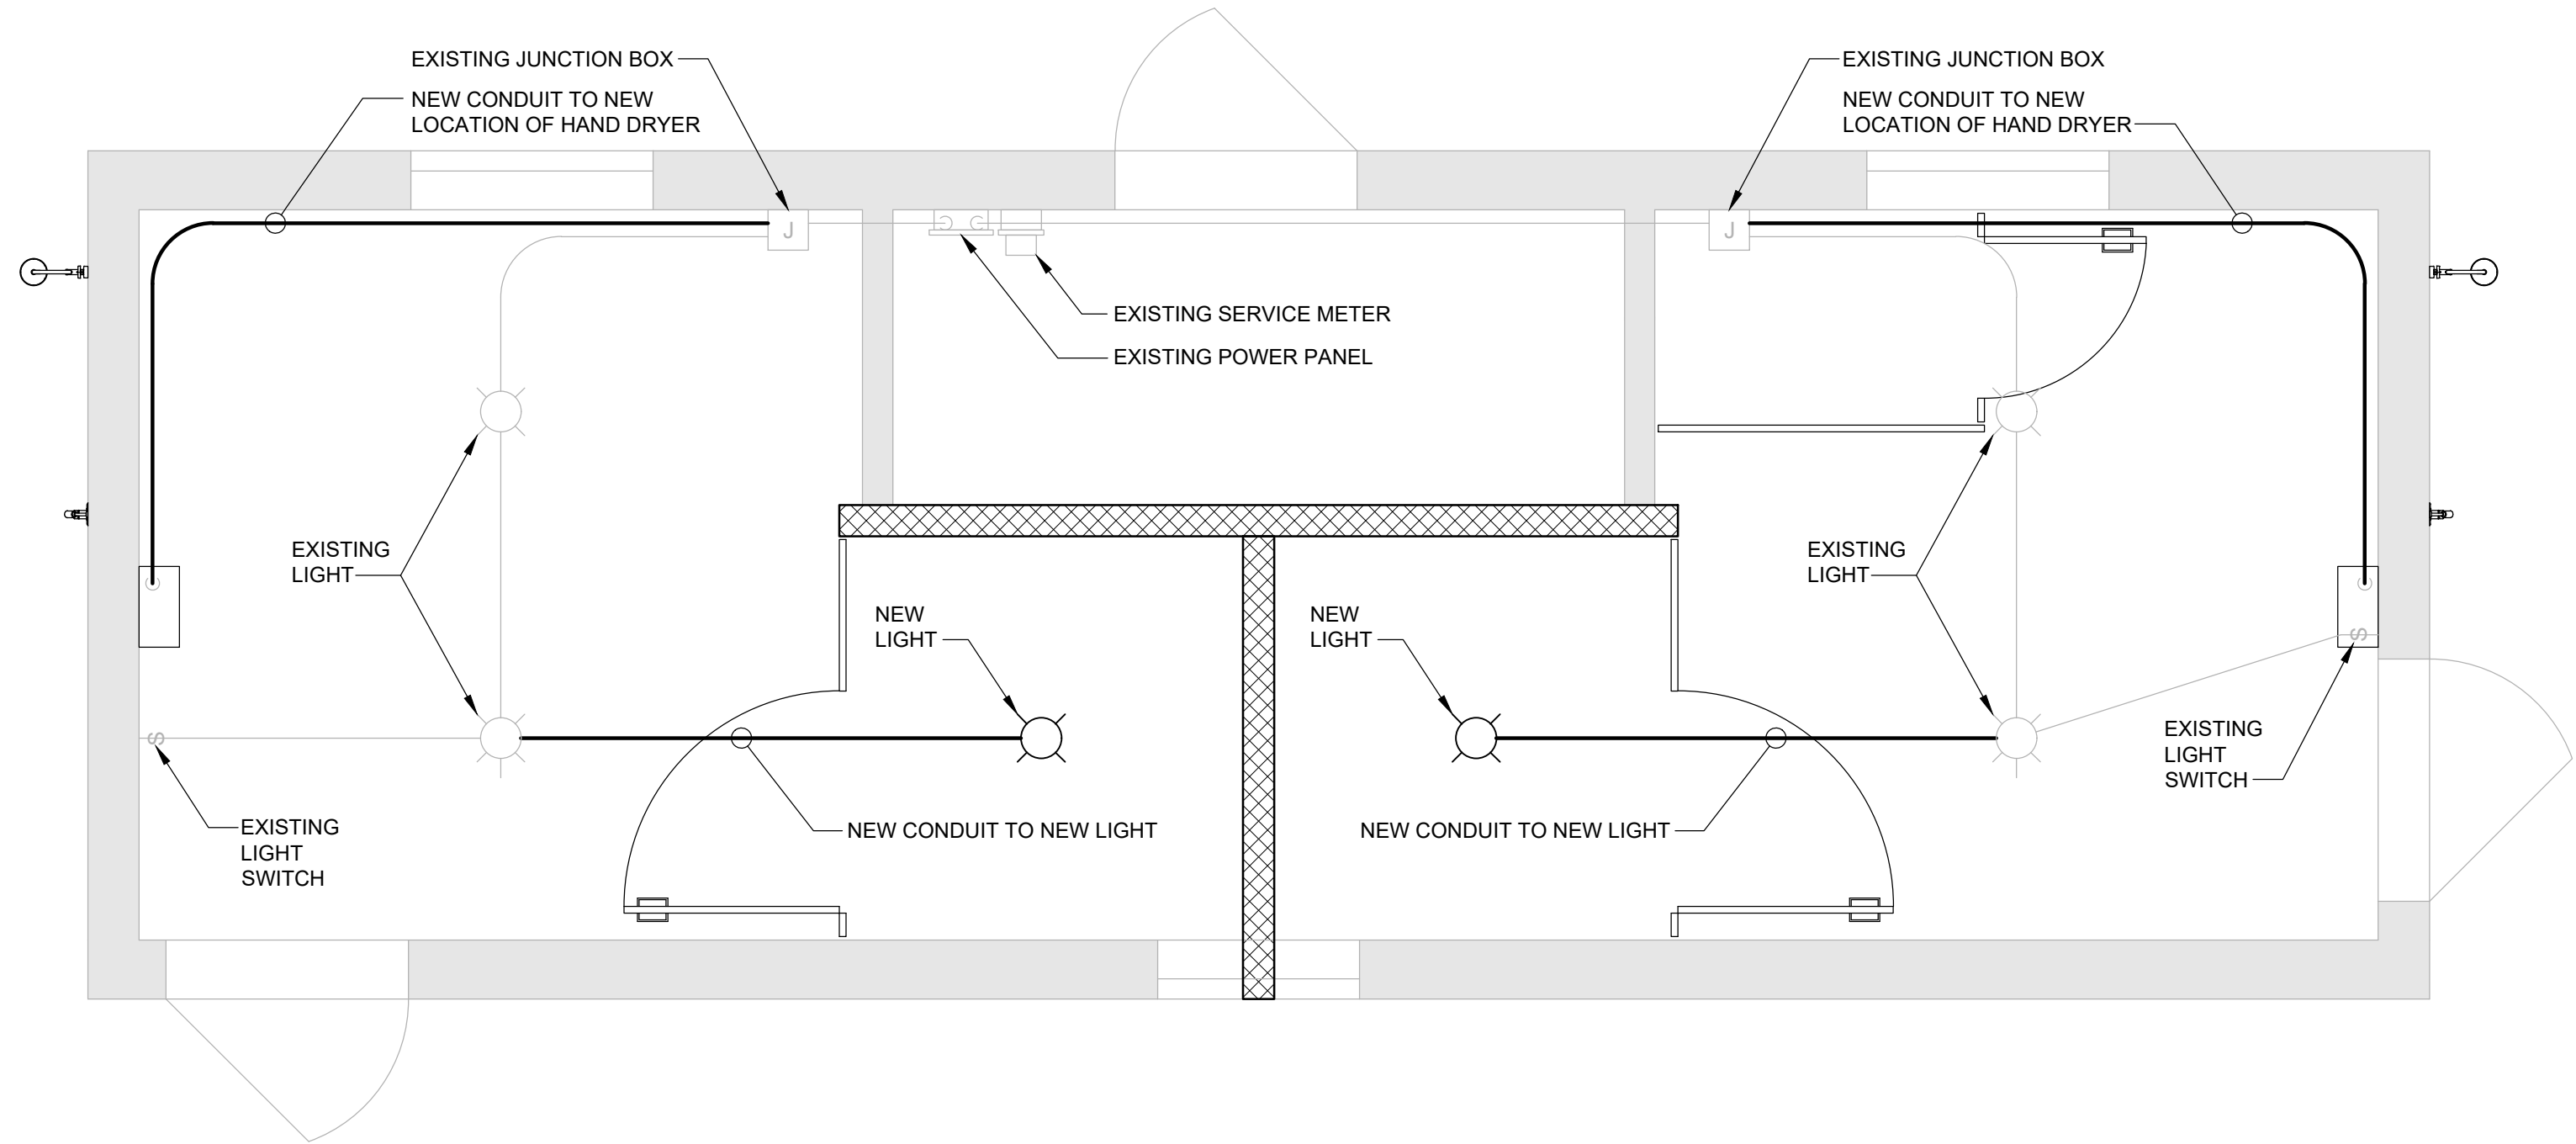 EXISTING JUNCTION BOX
NEW CONDUIT TO NEW
LOCATION OF HAND DRYER
EXISTING JUNCTION BOX
NEW CONDUIT TO NEW
LOCATION OF HAND DRYER
J
J
EXISTING SERVICE METER
EXISTING POWER PANEL
EXISTING
LIGHT
NEW
LIGHT
NEW
LIGHT
EXISTING
LIGHT
S
S
EXISTING
LIGHT
SWITCH
EXISTING
LIGHT
SWITCH
NEW CONDUIT TO NEW LIGHT
NEW CONDUIT TO NEW LIGHT